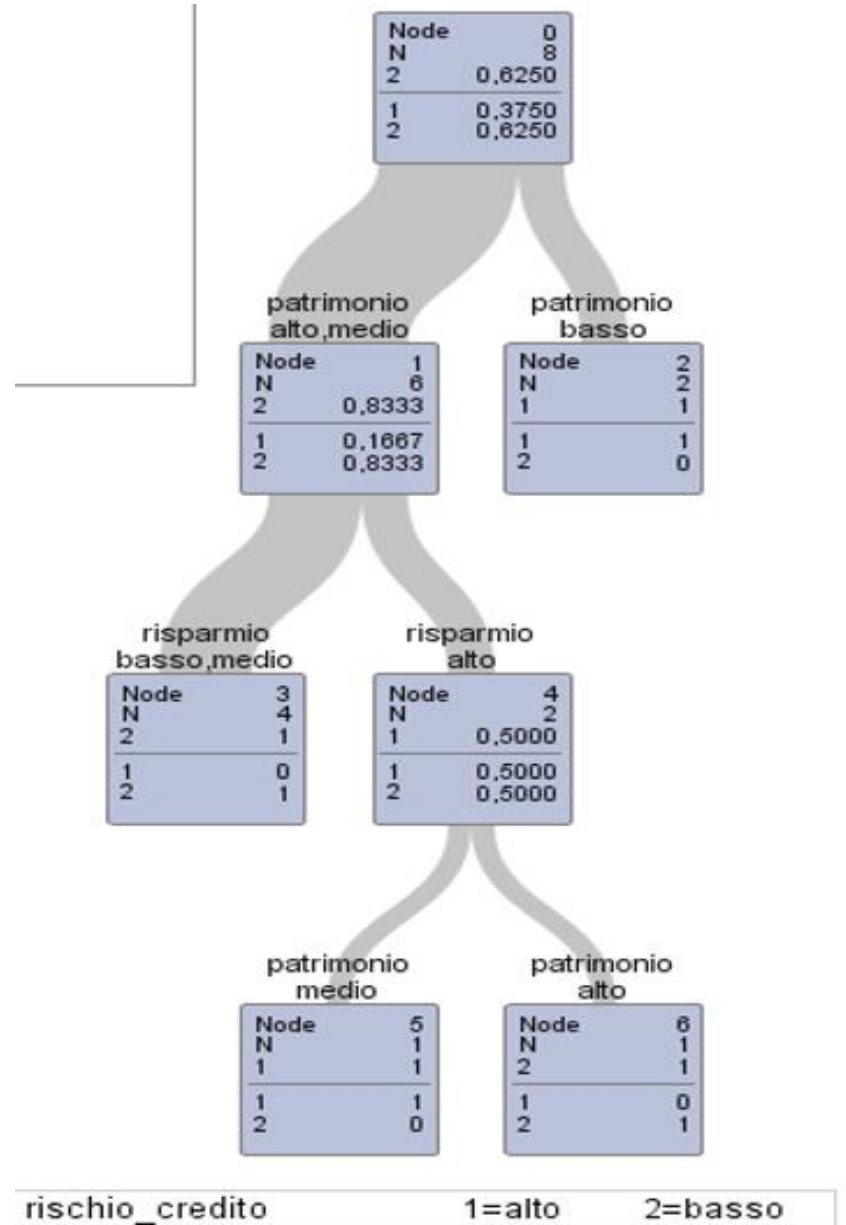 Node 0
N 8
2 0,6250
1 0,3750
2 0,6250
patrimonio
alto,medio
patrimonio
basso
Node 1
N 6
2 0,8333
1 0,1667
2 0,8333
Node 2
N 2
1 1
1 1
2 0
risparmio
basso,medio
risparmio
alto
Node 3
N 4
2 1
1 0
2 1
Node 4
N 2
1 0,5000
1 0,5000
2 0,5000
patrimonio
medio
patrimonio
alto
Node 5
N 1
1 1
1 1
2 0
Node 6
N 1
2 1
1 0
2 1
rischio_credito 1=alto 2=basso